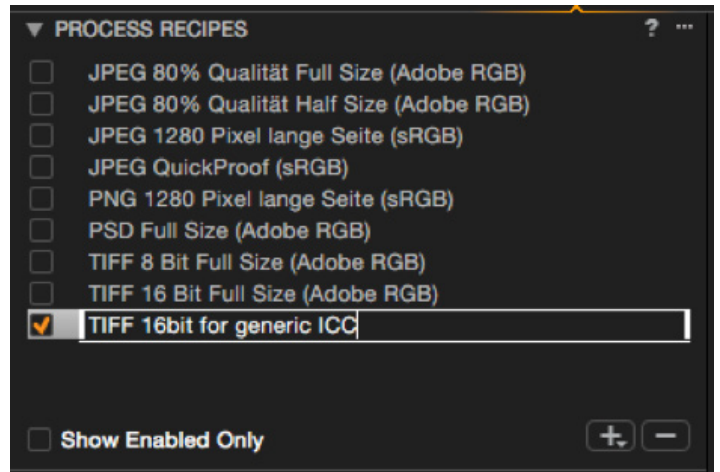 PROCESS RECIPES ? ...
JPEG 80% Qualität Full Size (Adobe RGB)
JPEG 80% Qualität Half Size (Adobe RGB)
JPEG 1280 Pixel lange Seite (sRGB)
JPEG QuickProof (sRGB)
PNG 1280 Pixel lange Seite (sRGB)
PSD Full Size (Adobe RGB)
TIFF 8 Bit Full Size (Adobe RGB)
TIFF 16 Bit Full Size (Adobe RGB)
TIFF 16bit for generic ICC
Show Enabled Only